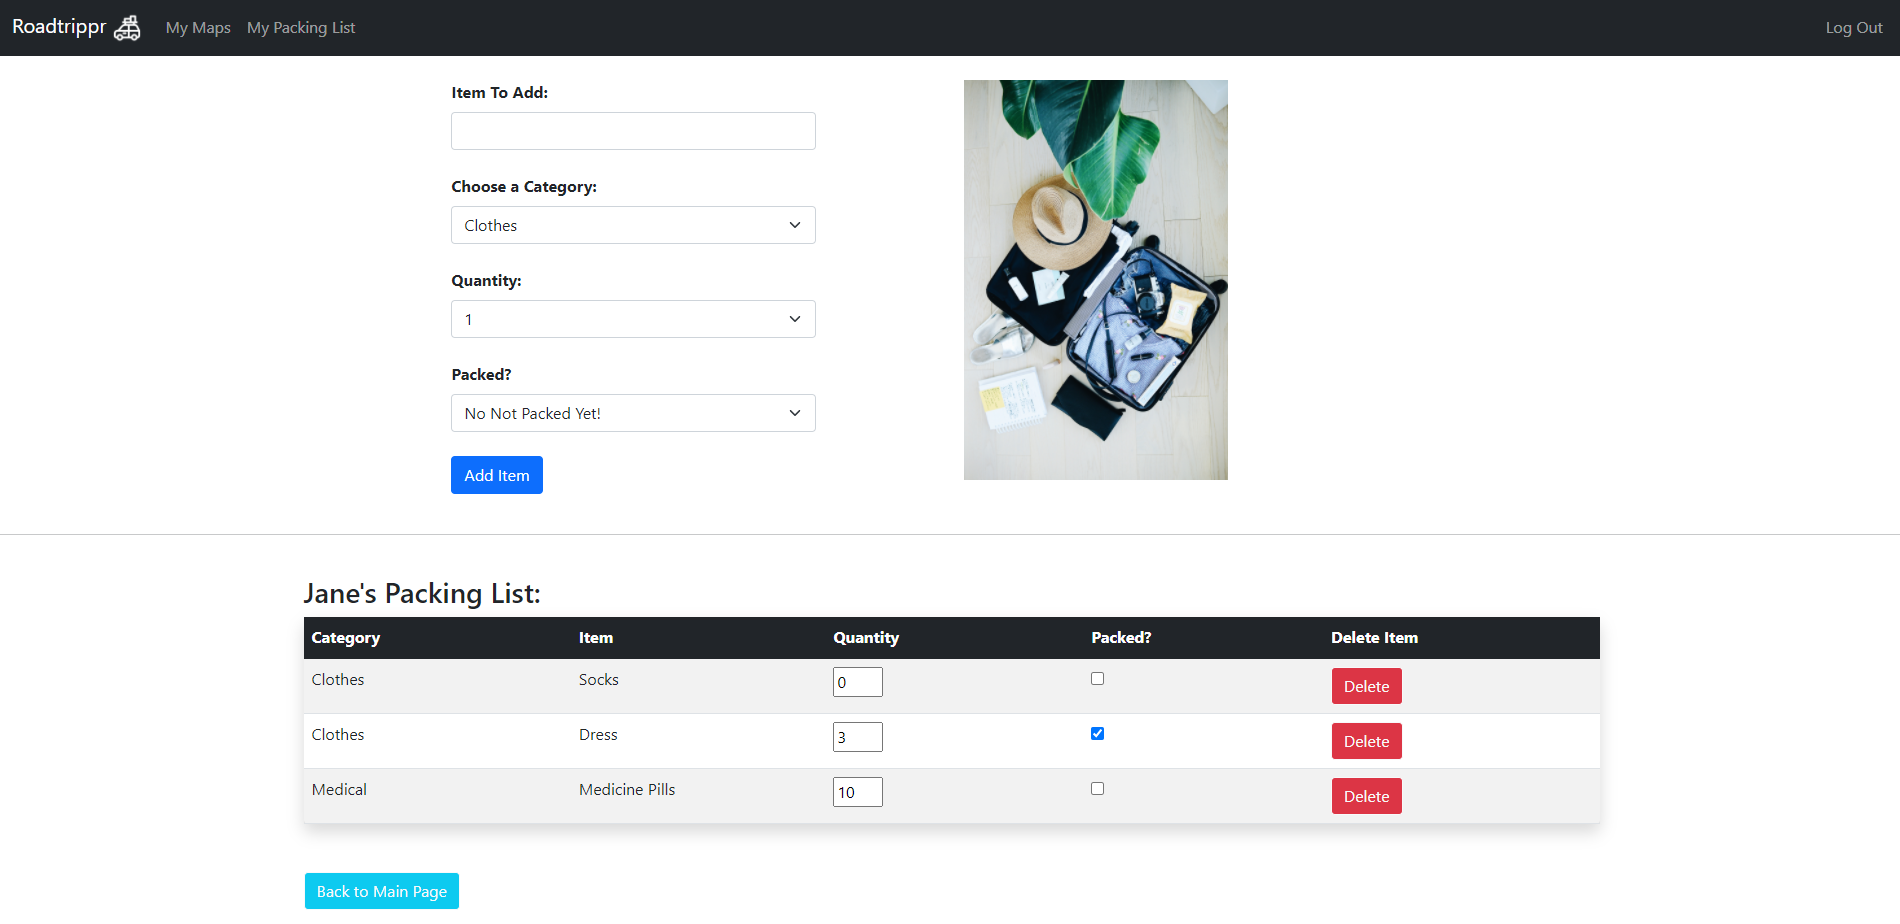 Roadtrippr My Maps My Packing List Log Out
Item To Add:
Choose a Category:
Clothes
Quantity:
1
Packed?
No Not Packed Yet!
Add Item
Jane's Packing List:
Category Item Quantity Packed? Delete Item
Clothes Socks 0 Delete
Clothes Dress 3 Delete
Medical Medicine Pills 10 Delete
Back to Main Page